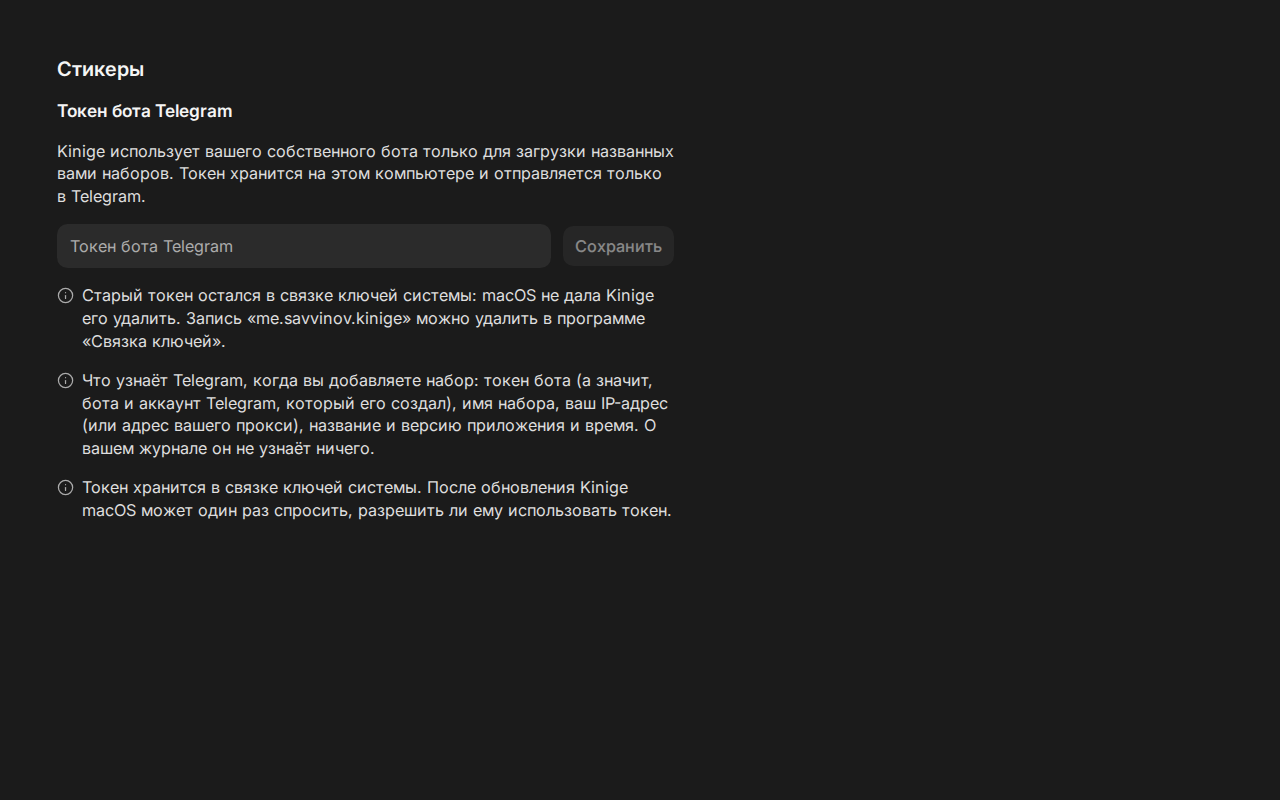 Стикеры
Токен бота Telegram
Kinige использует вашего собственного бота только для загрузки названных
вами наборов. Токен хранится на этом компьютере и отправляется только
в Telegram.
Токен бота Telegram
Сохранить
Старый токен остался в связке ключей системы: macOS не дала Kinige
его удалить. Запись «me.savvinov.kinige» можно удалить в программе
«Связка ключей».
Что узнаёт Telegram, когда вы добавляете набор: токен бота (а значит,
бота и аккаунт Telegram, который его создал), имя набора, ваш IP-адрес
(или адрес вашего прокси), название и версию приложения и время. О
вашем журнале он не узнаёт ничего.
Токен хранится в связке ключей системы. После обновления Kinige
macOS может один раз спросить, разрешить ли ему использовать токен.